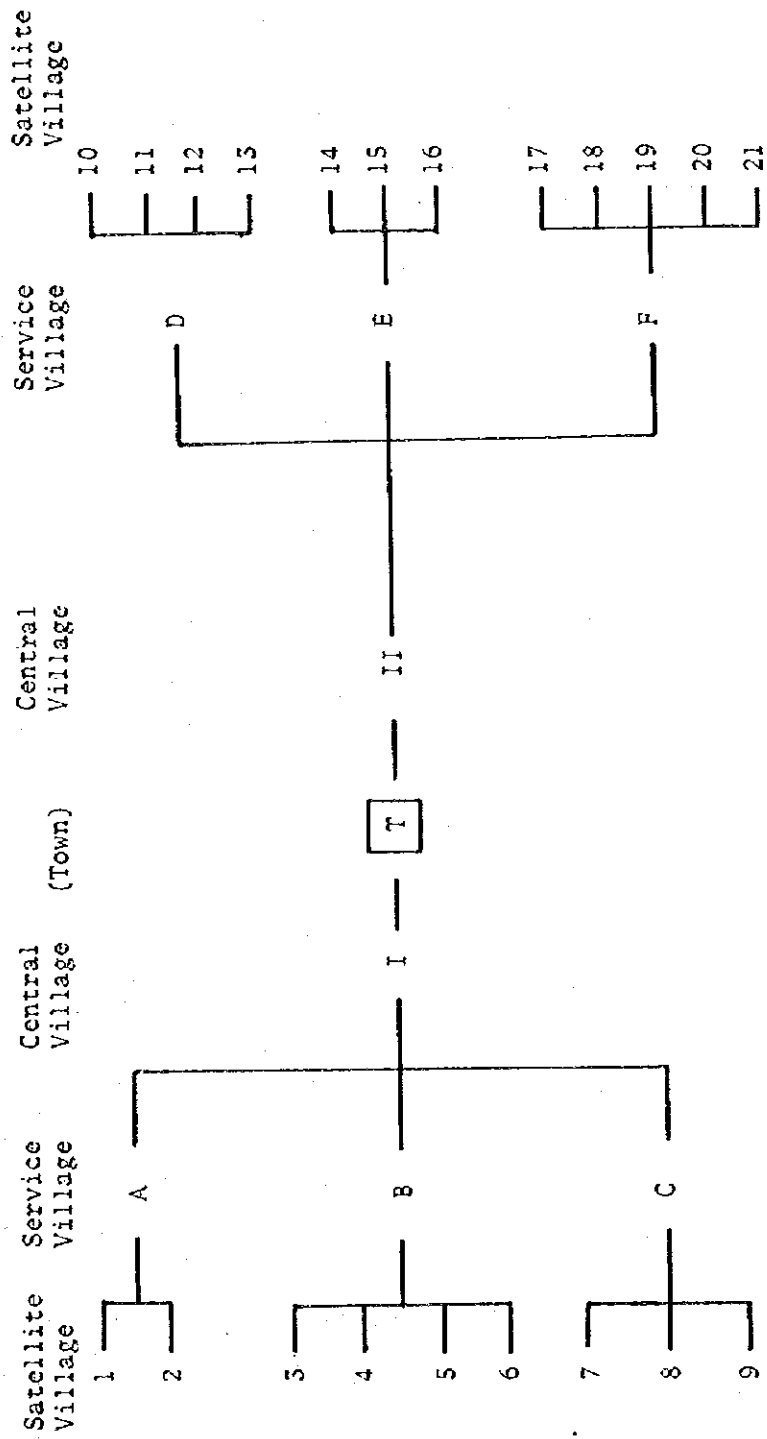 Satellite
Village
Service
Village
Central
Village
(Town)
Central
Village
Service
Village
Satellite
Village
1
2
3
4
5
6
7
8
9
A
B
C
I
T
II
D
E
F
10
11
12
13
14
15
16
17
18
19
20
21